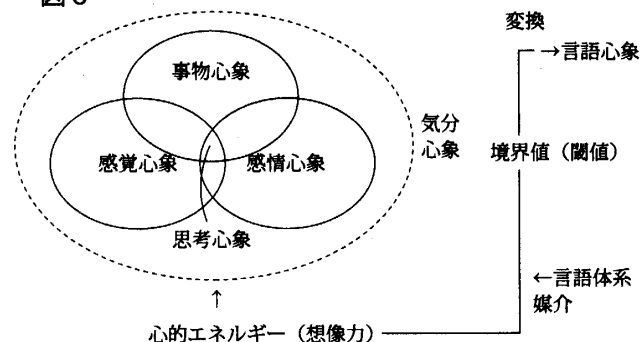 変換
→言語心象
事物心象
気分
心象
境界値（閾値）
感覚心象
感情心象
思考心象
←言語体系
媒介
↑
心的エネルギー（想像力）